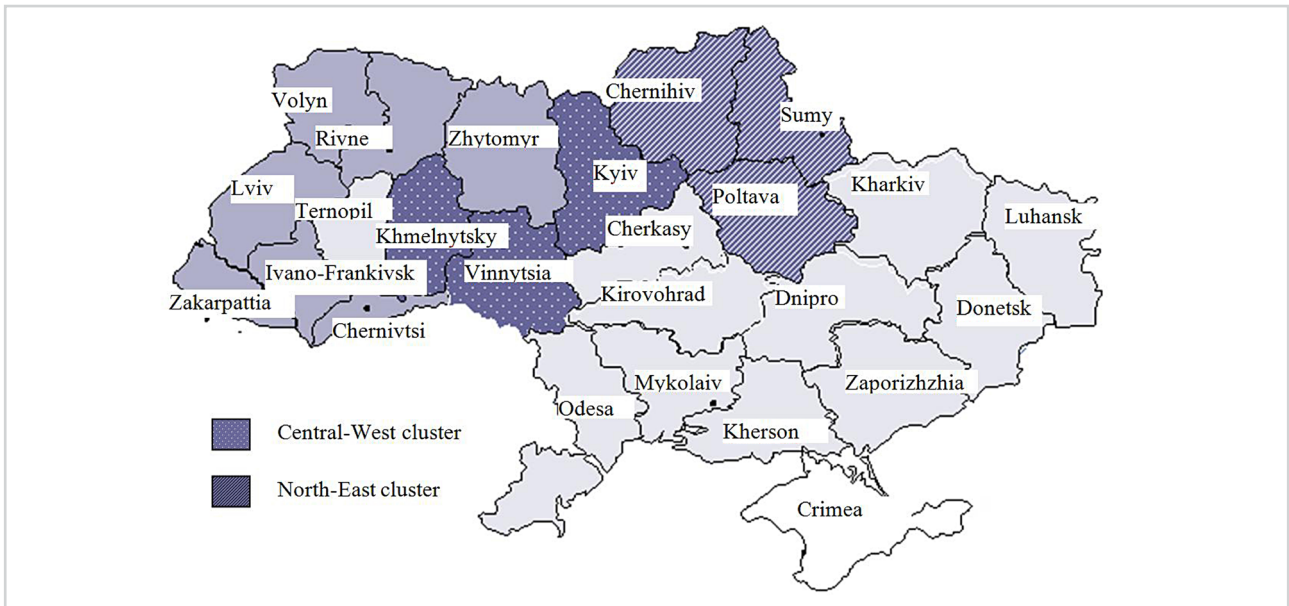 Chernihiv
Volyn
Sumy
Rivne
Zhytomyr
Kyiv
Kharkiv
Lviv
Poltava
Ternopil
Luhansk
Khmelnytsky
Cherkasy
Ivano-Frankivsk
Vinnytsia
Zakarpattia
Kirovohrad
Dnipro
Donetsk
Chernivtsi
Mykolaiv
Zaporizhzhia
Odesa
Kherson
Central-West cluster
North-East cluster
Crimea